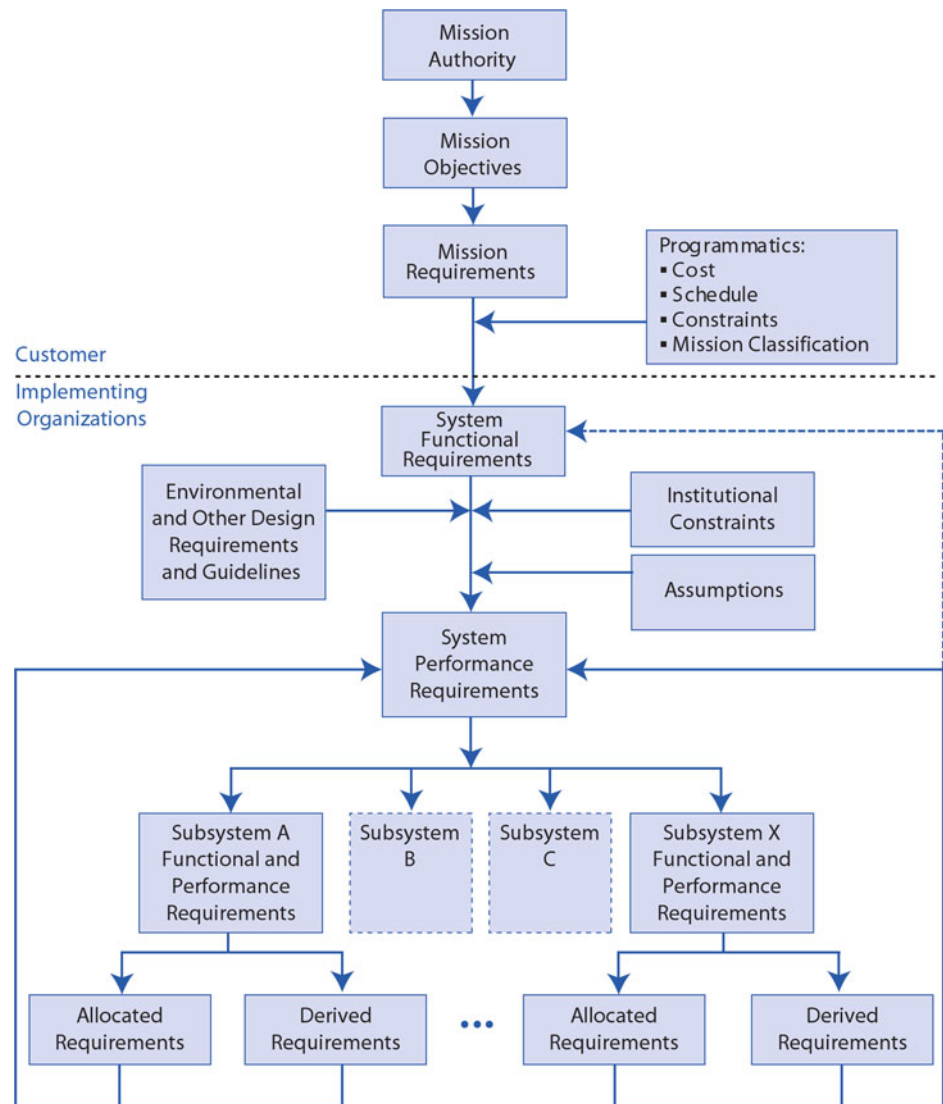 Mission
Authority
Mission
Objectives
Mission
Requirements
Programmatics:
▪ Cost
▪ Schedule
▪ Constraints
▪ Mission Classification
Customer
Implementing
Organizations
System
Functional
Requirements
Environmental
and Other Design
Requirements
and Guidelines
Institutional
Constraints
Assumptions
System
Performance
Requirements
Subsystem A
Functional and
Performance
Requirements
Subsystem
B
Subsystem
C
Subsystem X
Functional and
Performance
Requirements
Allocated
Requirements
Derived
Requirements
•••
Allocated
Requirements
Derived
Requirements